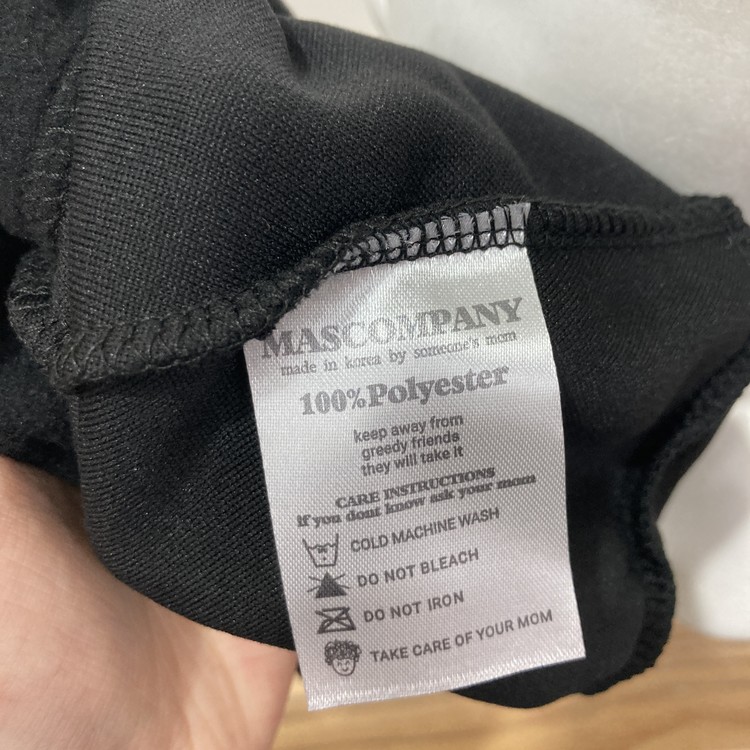 MASCOMPANY
made in korea by someone's mom
100%Polyester
keep away from
greedy friends
they will take it
CARE INSTRUCTIONS
If you dont know ask your mom
COLD MACHINE WASH
DO NOT BLEACH
DO NOT IRON
TAKE CARE OF YOUR MOM